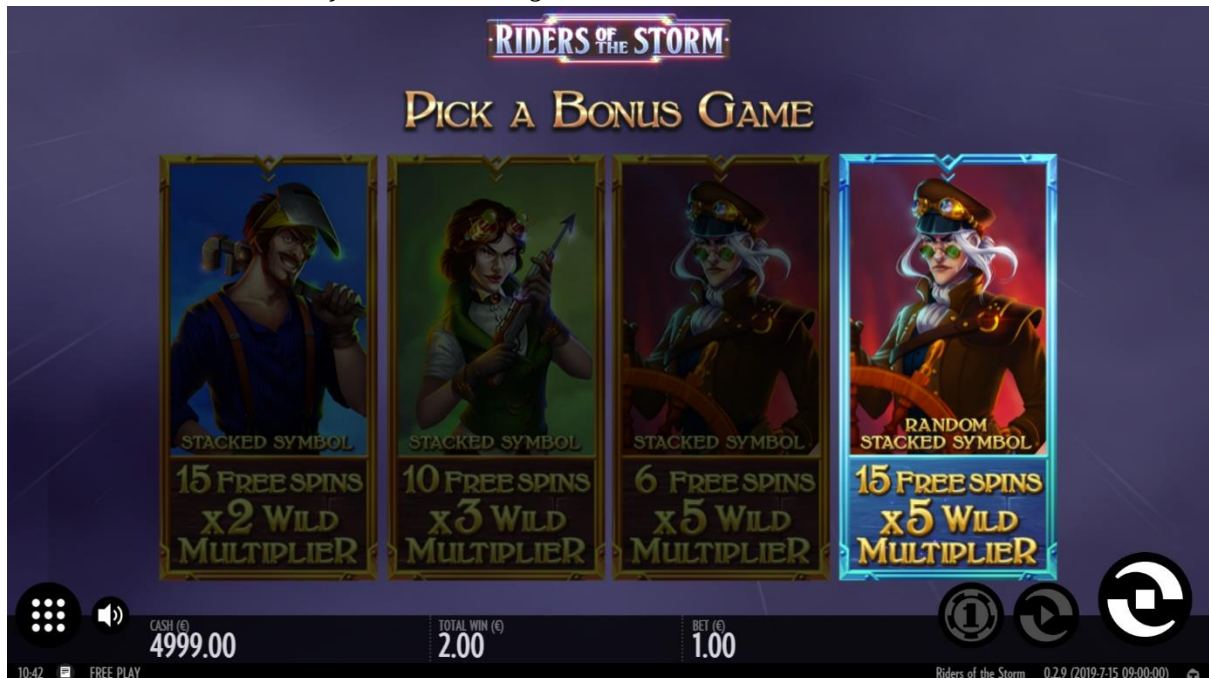 RIDERS OF THE STORM
PICK A BONUS GAME
STACKED SYMBOL
15 FREE SPINS
X2 WILD
MULTIPLIER
STACKED SYMBOL
10 FREE SPINS
X3 WILD
MULTIPLIER
STACKED SYMBOL
6 FREE SPINS
X5 WILD
MULTIPLIER
RANDOM
STACKED SYMBOL
15 FREE SPINS
X5 WILD
MULTIPLIER
1
CASH (€)
4999.00
TOTAL WIN (€)
2.00
BET (€)
1.00
10:42 FREE PLAY
Riders of the Storm 0.2.9 (2019-7-15 09:00:00)